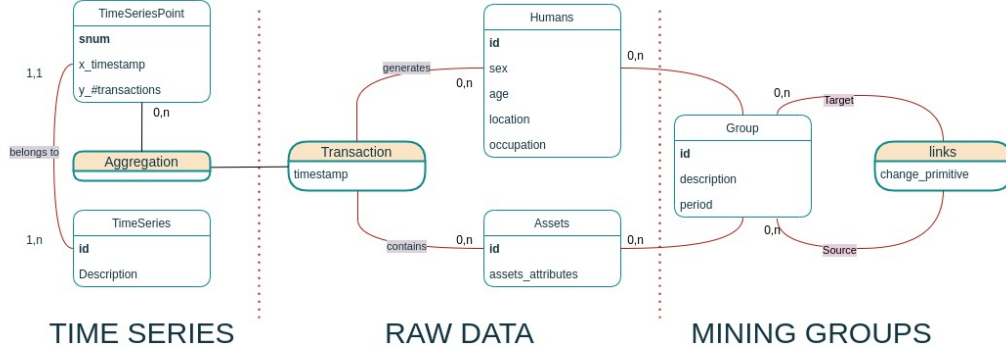 TimeSeriesPoint
snum
x_timestamp
y_#transactions
1,1
0,n
belongs to
Aggregation
1,n
TimeSeries
id
Description
TIME SERIES
Humans
id
sex
age
location
occupation
generates
0,n
0,n
Transaction
timestamp
contains
0,n
Assets
id
assets_attributes
0,n
RAW DATA
0,n
Target
Group
id
description
period
links
change_primitive
0,n
Source
MINING GROUPS